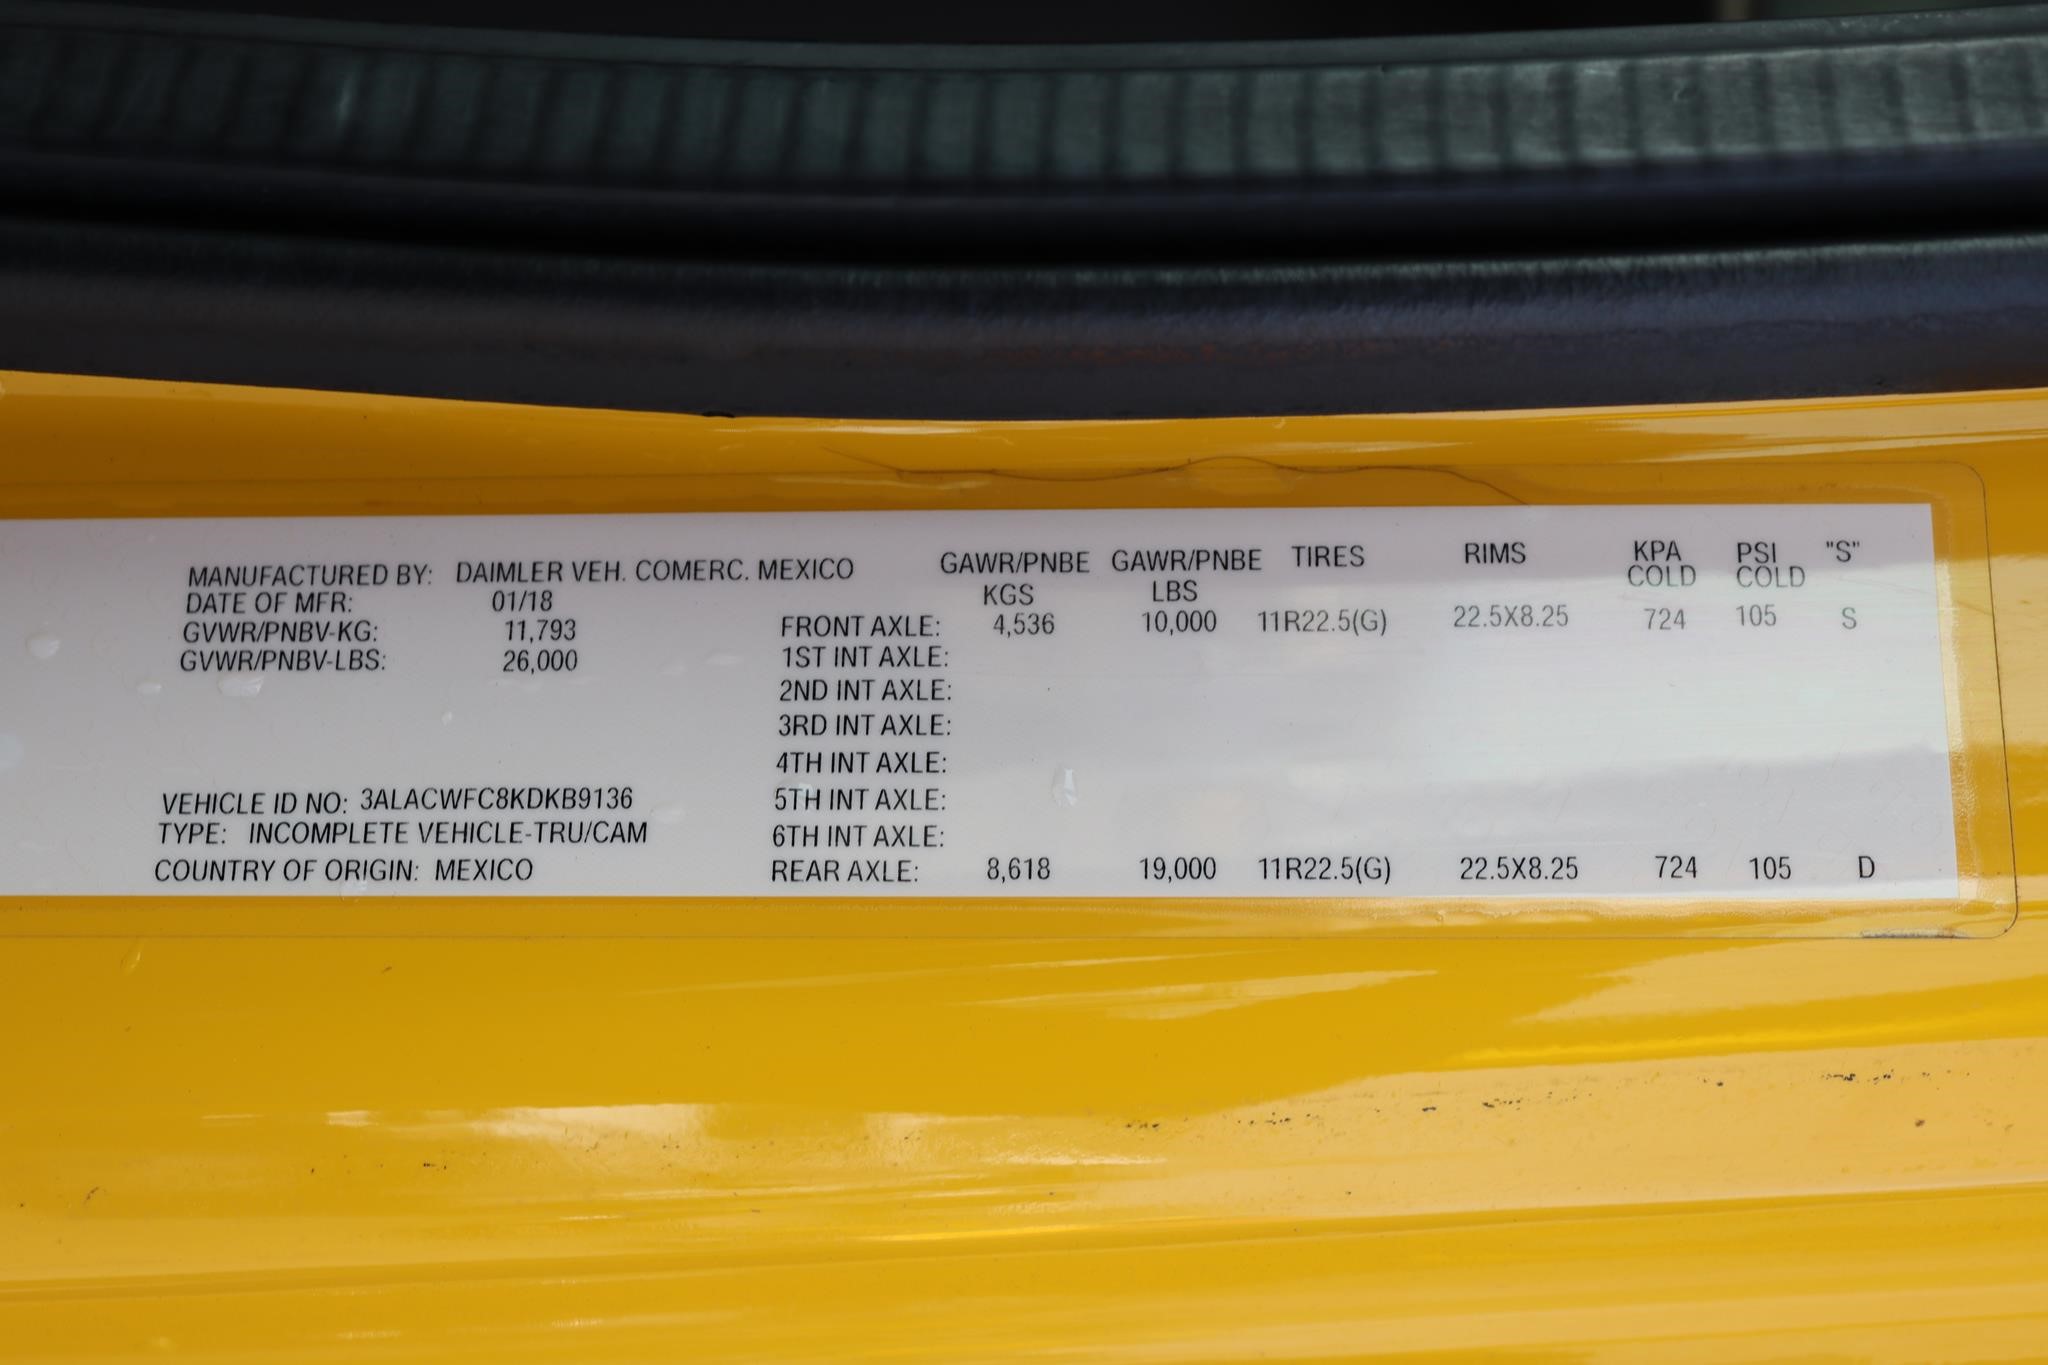 MANUFACTURED BY: DAIMLER VEH. COMERC. MEXICO
DATE OF MFR: 01/18
GVWR/PNBV-KG: 11,793
GVWR/PNBV-LBS: 26,000
VEHICLE ID NO: 3ALACWFC8KDKB9136
TYPE: INCOMPLETE VEHICLE-TRU/CAM
COUNTRY OF ORIGIN: MEXICO
GAWR/PNBE GAWR/PNBE TIRES RIMS KPA PSI "S"
KGS LBS COLD COLD
FRONT AXLE: 4,536 10,000 11R22.5(G) 22.5X8.25 724 105 S
1ST INT AXLE:
2ND INT AXLE:
3RD INT AXLE:
4TH INT AXLE:
5TH INT AXLE:
6TH INT AXLE:
REAR AXLE: 8,618 19,000 11R22.5(G) 22.5X8.25 724 105 D